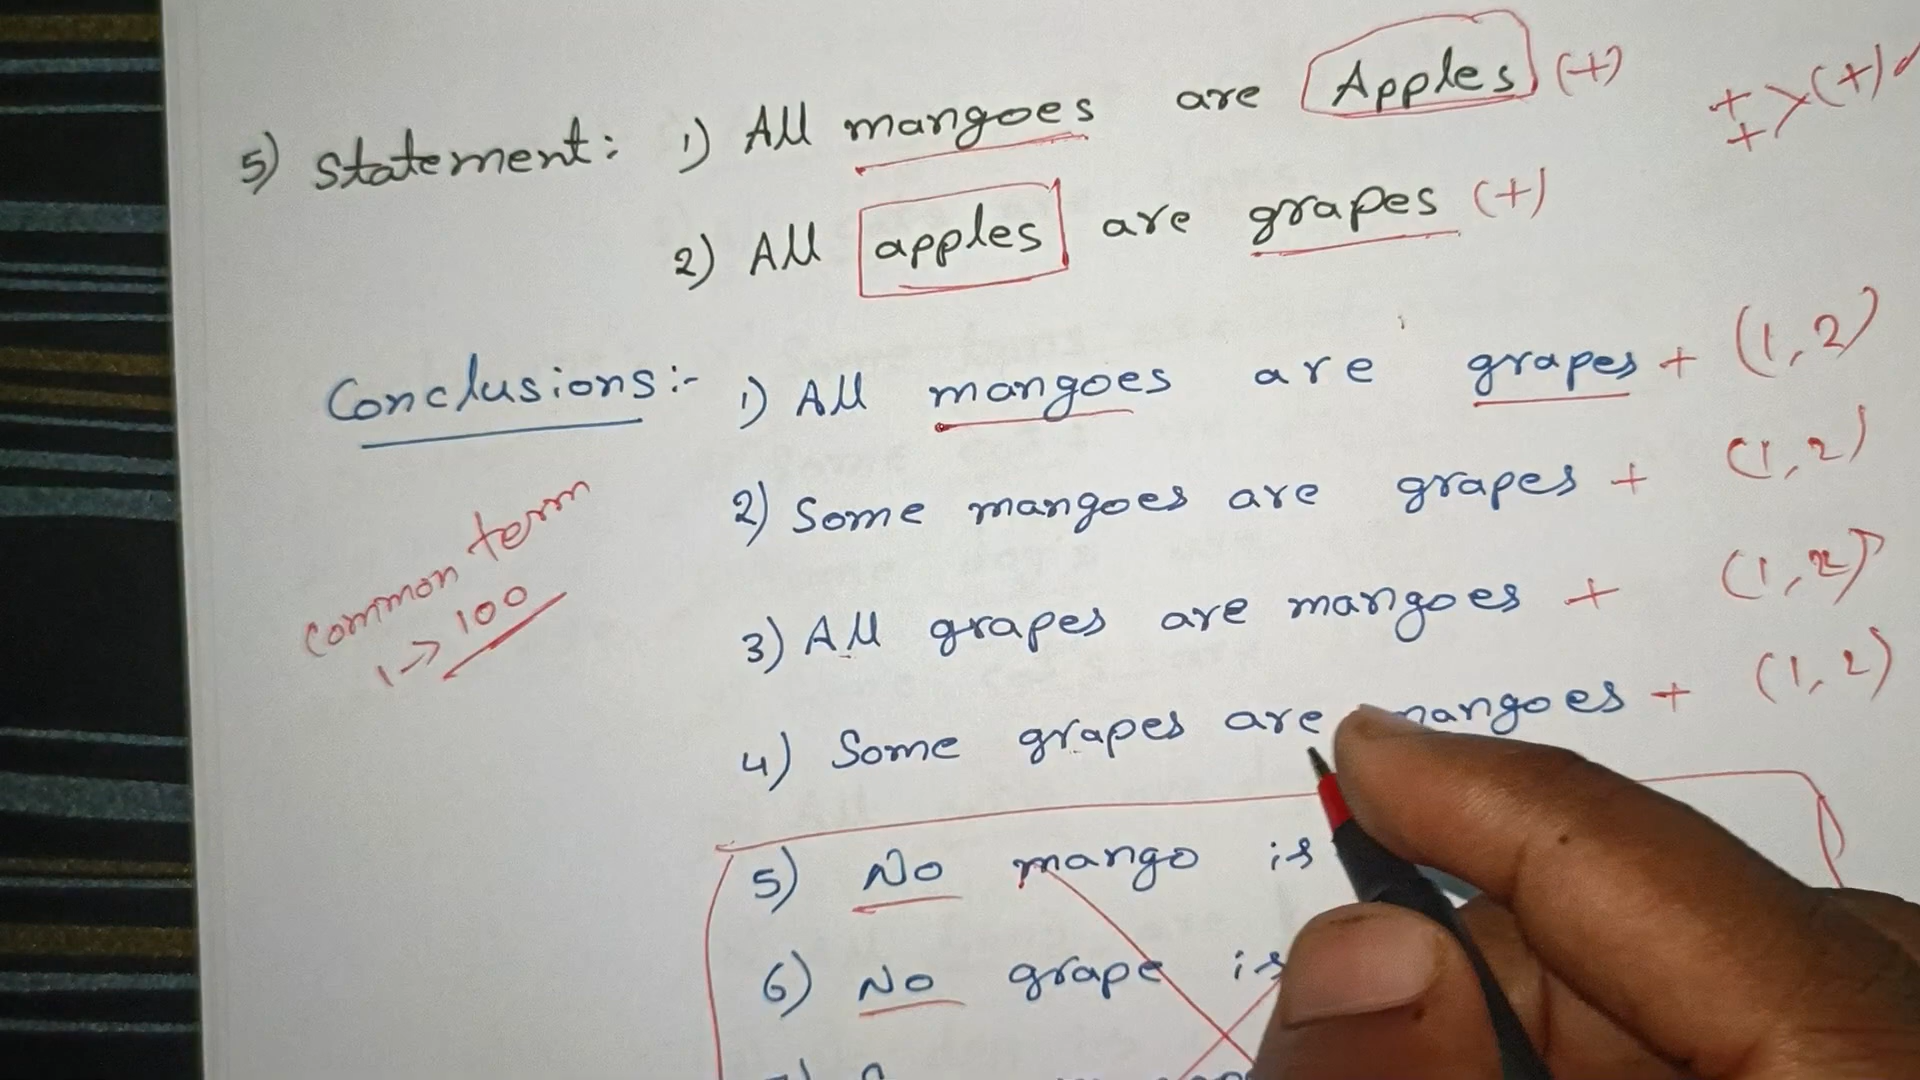 5) Statement: 1) All mangoes are Apples (+)
+ + > (+)
2) All apples are grapes (+)
Conclusions:- 1) All mangoes are grapes + (1, 2)
2) Some mangoes are grapes + (1, 2)
common term
1 -> 100
3) All grapes are mangoes + (1, 2)
4) Some grapes are mangoes + (1, 2)
5) No mango is
6) No grape is